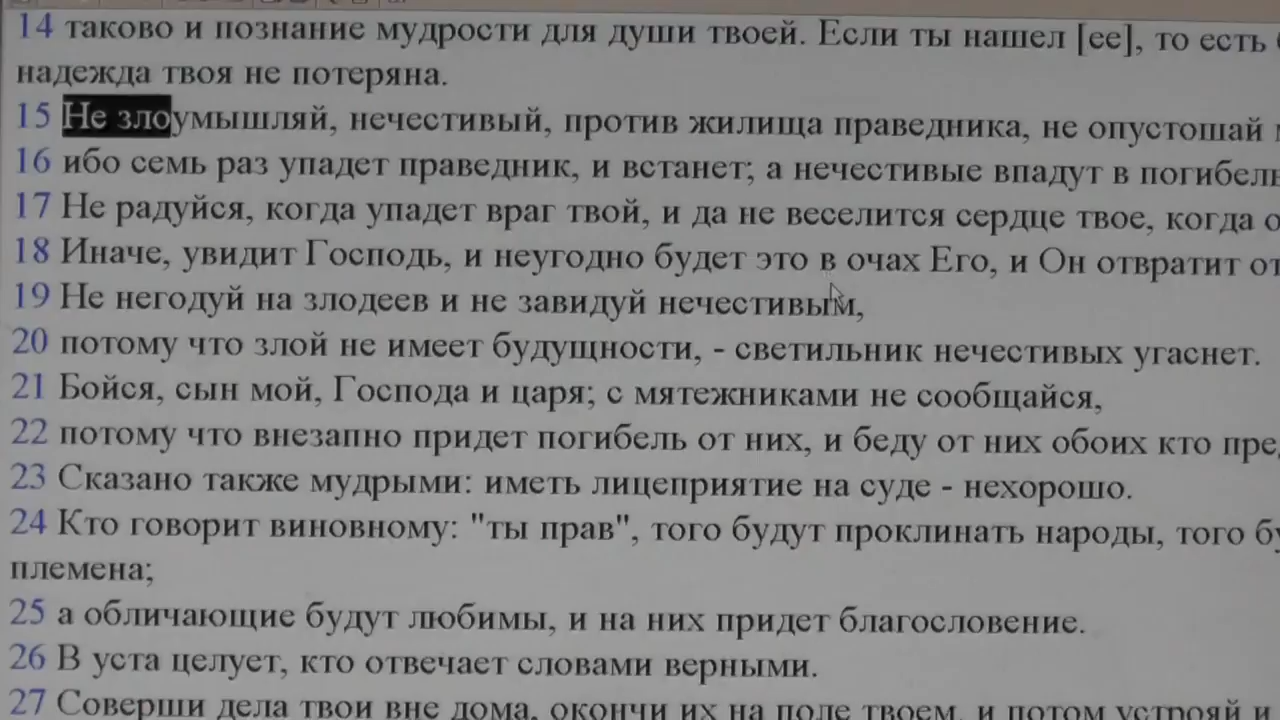 14 таково и познание мудрости для души твоей. Если ты нашел [ее], то есть
надежда твоя не потеряна.
15 Не злоумышляй, нечестивый, против жилища праведника, не опустошай
16 ибо семь раз упадет праведник, и встанет; а нечестивые впадут в погибель
17 Не радуйся, когда упадет враг твой, и да не веселится сердце твое, когда о
18 Иначе, увидит Господь, и неугодно будет это в очах Его, и Он отвратит от
19 Не негодуй на злодеев и не завидуй нечестивым,
20 потому что злой не имеет будущности, - светильник нечестивых угаснет.
21 Бойся, сын мой, Господа и царя; с мятежниками не сообщайся,
22 потому что внезапно придет погибель от них, и беду от них обоих кто пре
23 Сказано также мудрыми: иметь лицеприятие на суде - нехорошо.
24 Кто говорит виновному: "ты прав", того будут проклинать народы, того бу
племена;
25 а обличающие будут любимы, и на них придет благословение.
26 В уста целует, кто отвечает словами верными.
27 Соверши дела твои вне дома, окончи их на поле твоем, и потом устрояй и